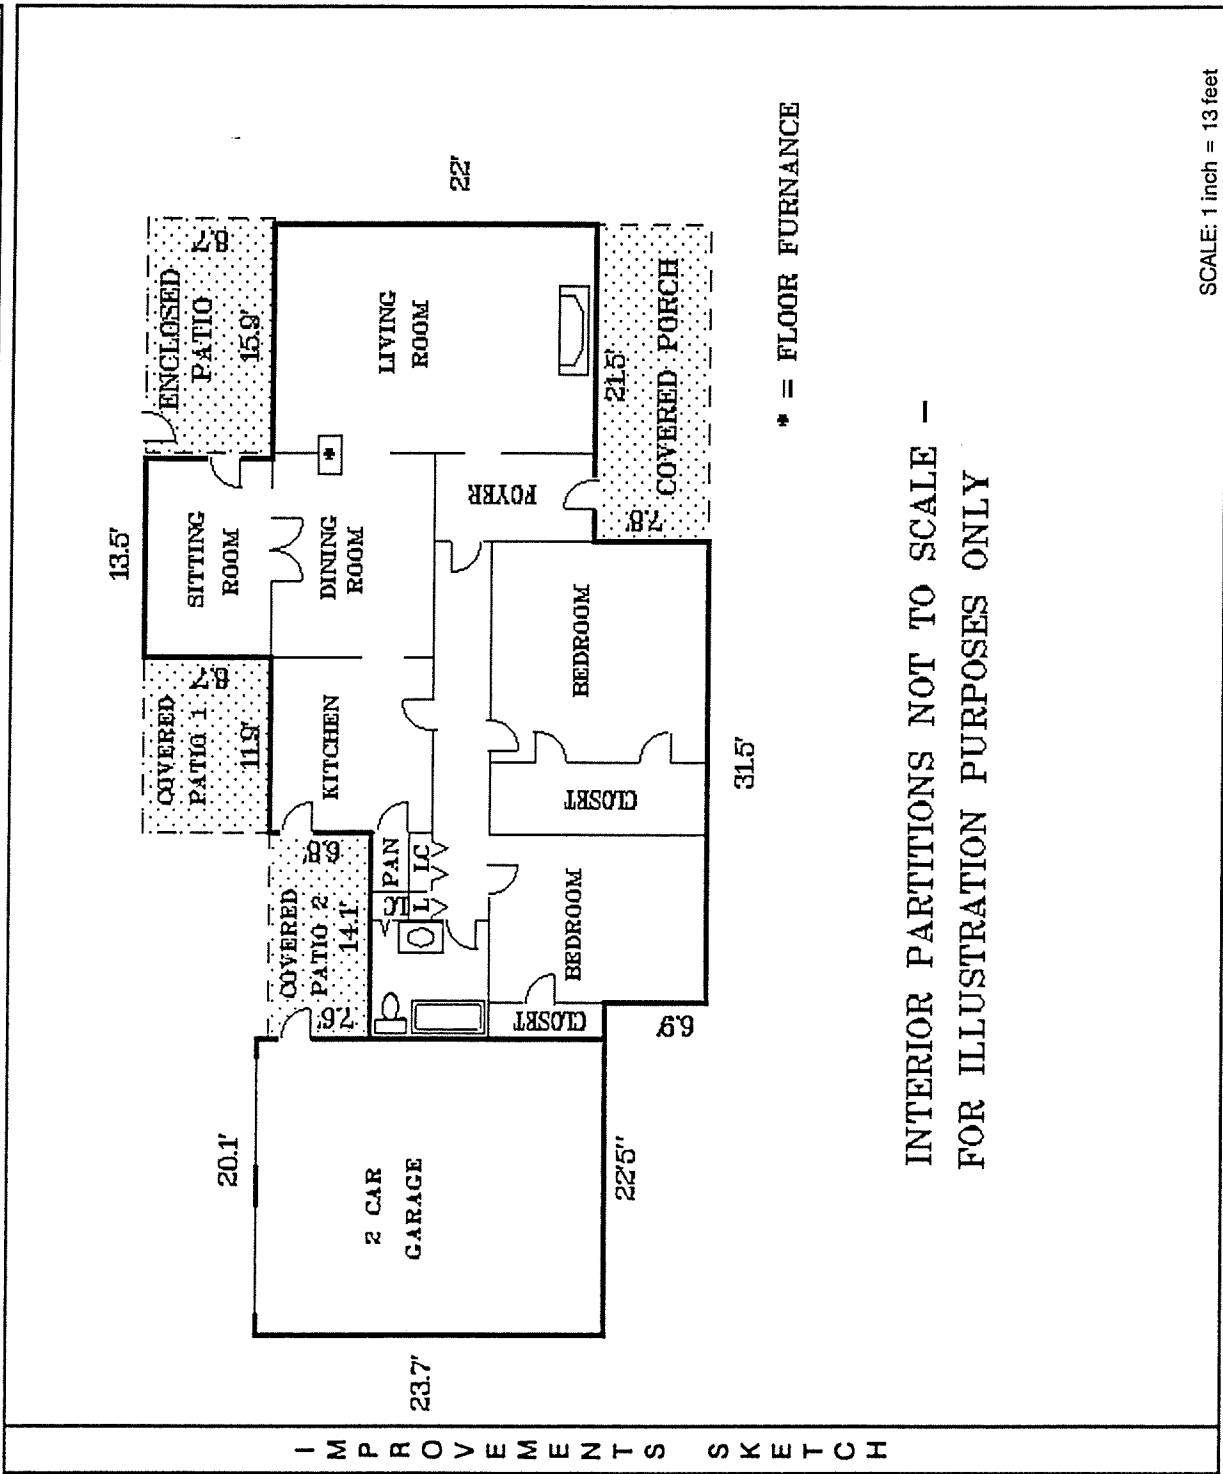 IMPROVEMENTS SKETCH
23.7'
20.1'
2 CAR
GARAGE
22'5"
COVERED
PATIO 2
14.1'
7.6'
6.8'
COVERED
PATIO 1
11.9'
8.7'
13.5'
SITTING
ROOM
ENCLOSED
PATIO
15.9'
8.7'
22'
KITCHEN
DINING
ROOM
*
LIVING
ROOM
PAN
LC
LC
L
FOYER
CLOSET
BEDROOM
CLOSET
BEDROOM
6.9'
31.5'
7.8'
21.5'
COVERED PORCH
* = FLOOR FURNANCE
INTERIOR PARTITIONS NOT TO SCALE -
FOR ILLUSTRATION PURPOSES ONLY
SCALE: 1 inch = 13 feet